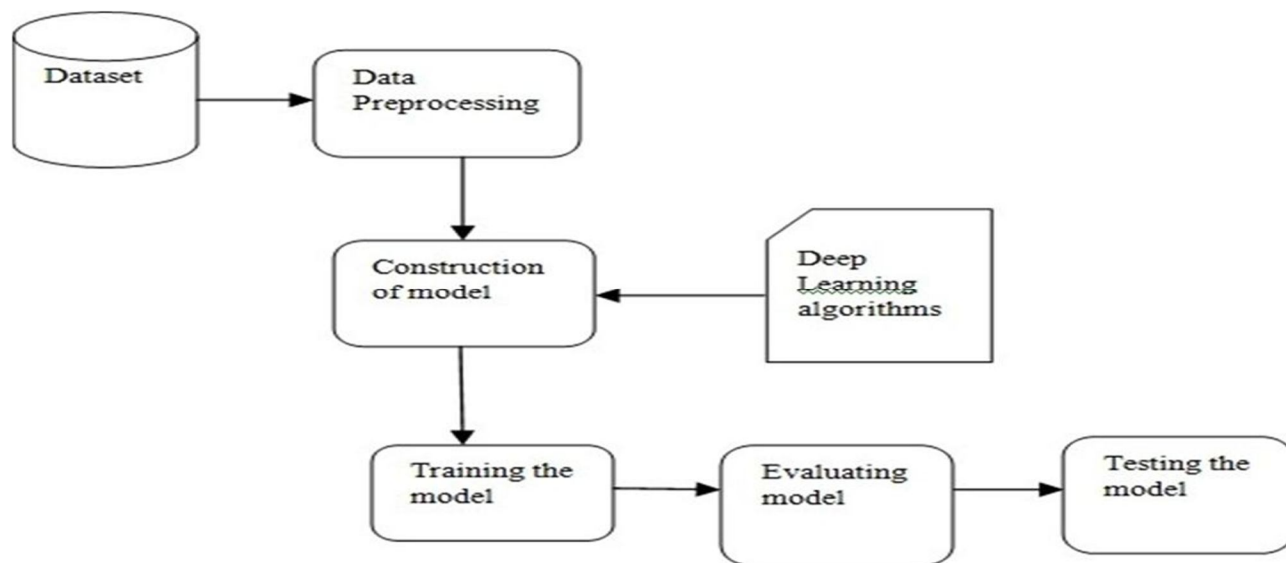 Dataset
Data
Preprocessing
Construction
of model
Deep
Learning
algorithms
Training the
model
Evaluating
model
Testing the
model